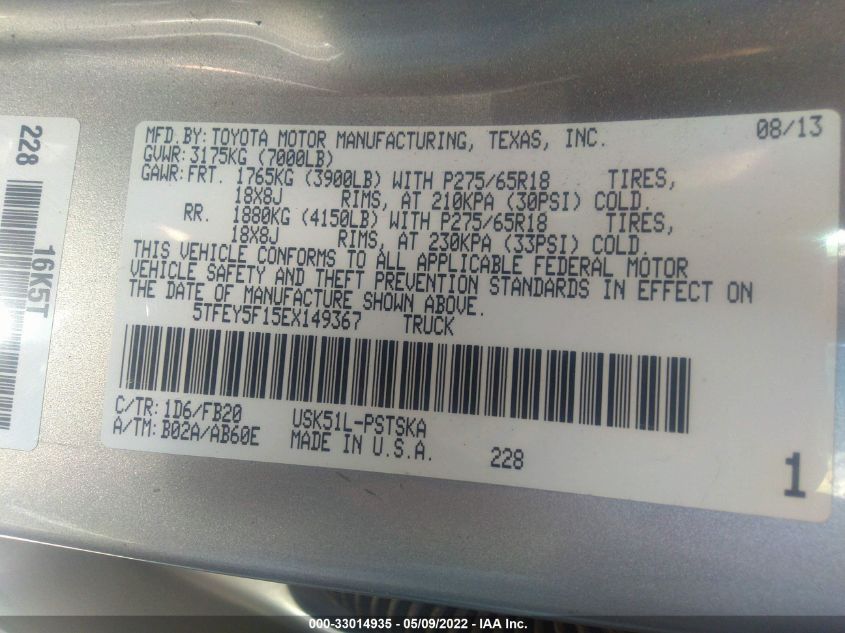 228
16K5T
MFD.BY: TOYOTA MOTOR MANUFACTURING, TEXAS, INC. 08/13
GVWR: 3175KG (7000LB)
GAWR: FRT. 1765KG (3900LB) WITH P275/65R18 TIRES,
18X8J RIMS, AT 210KPA (30PSI) COLD.
RR. 1880KG (4150LB) WITH P275/65R18 TIRES,
18X8J RIMS, AT 230KPA (33PSI) COLD.
THIS VEHICLE CONFORMS TO ALL APPLICABLE FEDERAL MOTOR
VEHICLE SAFETY AND THEFT PREVENTION STANDARDS IN EFFECT ON
THE DATE OF MANUFACTURE SHOWN ABOVE.
5TFEY5F15EX149367 TRUCK
C/TR: 1D6/FB20 USK51L-PSTSKA
A/TM: B02A/AB60E MADE IN U.S.A. 228
1
000-33014935 - 05/09/2022 - IAA Inc.